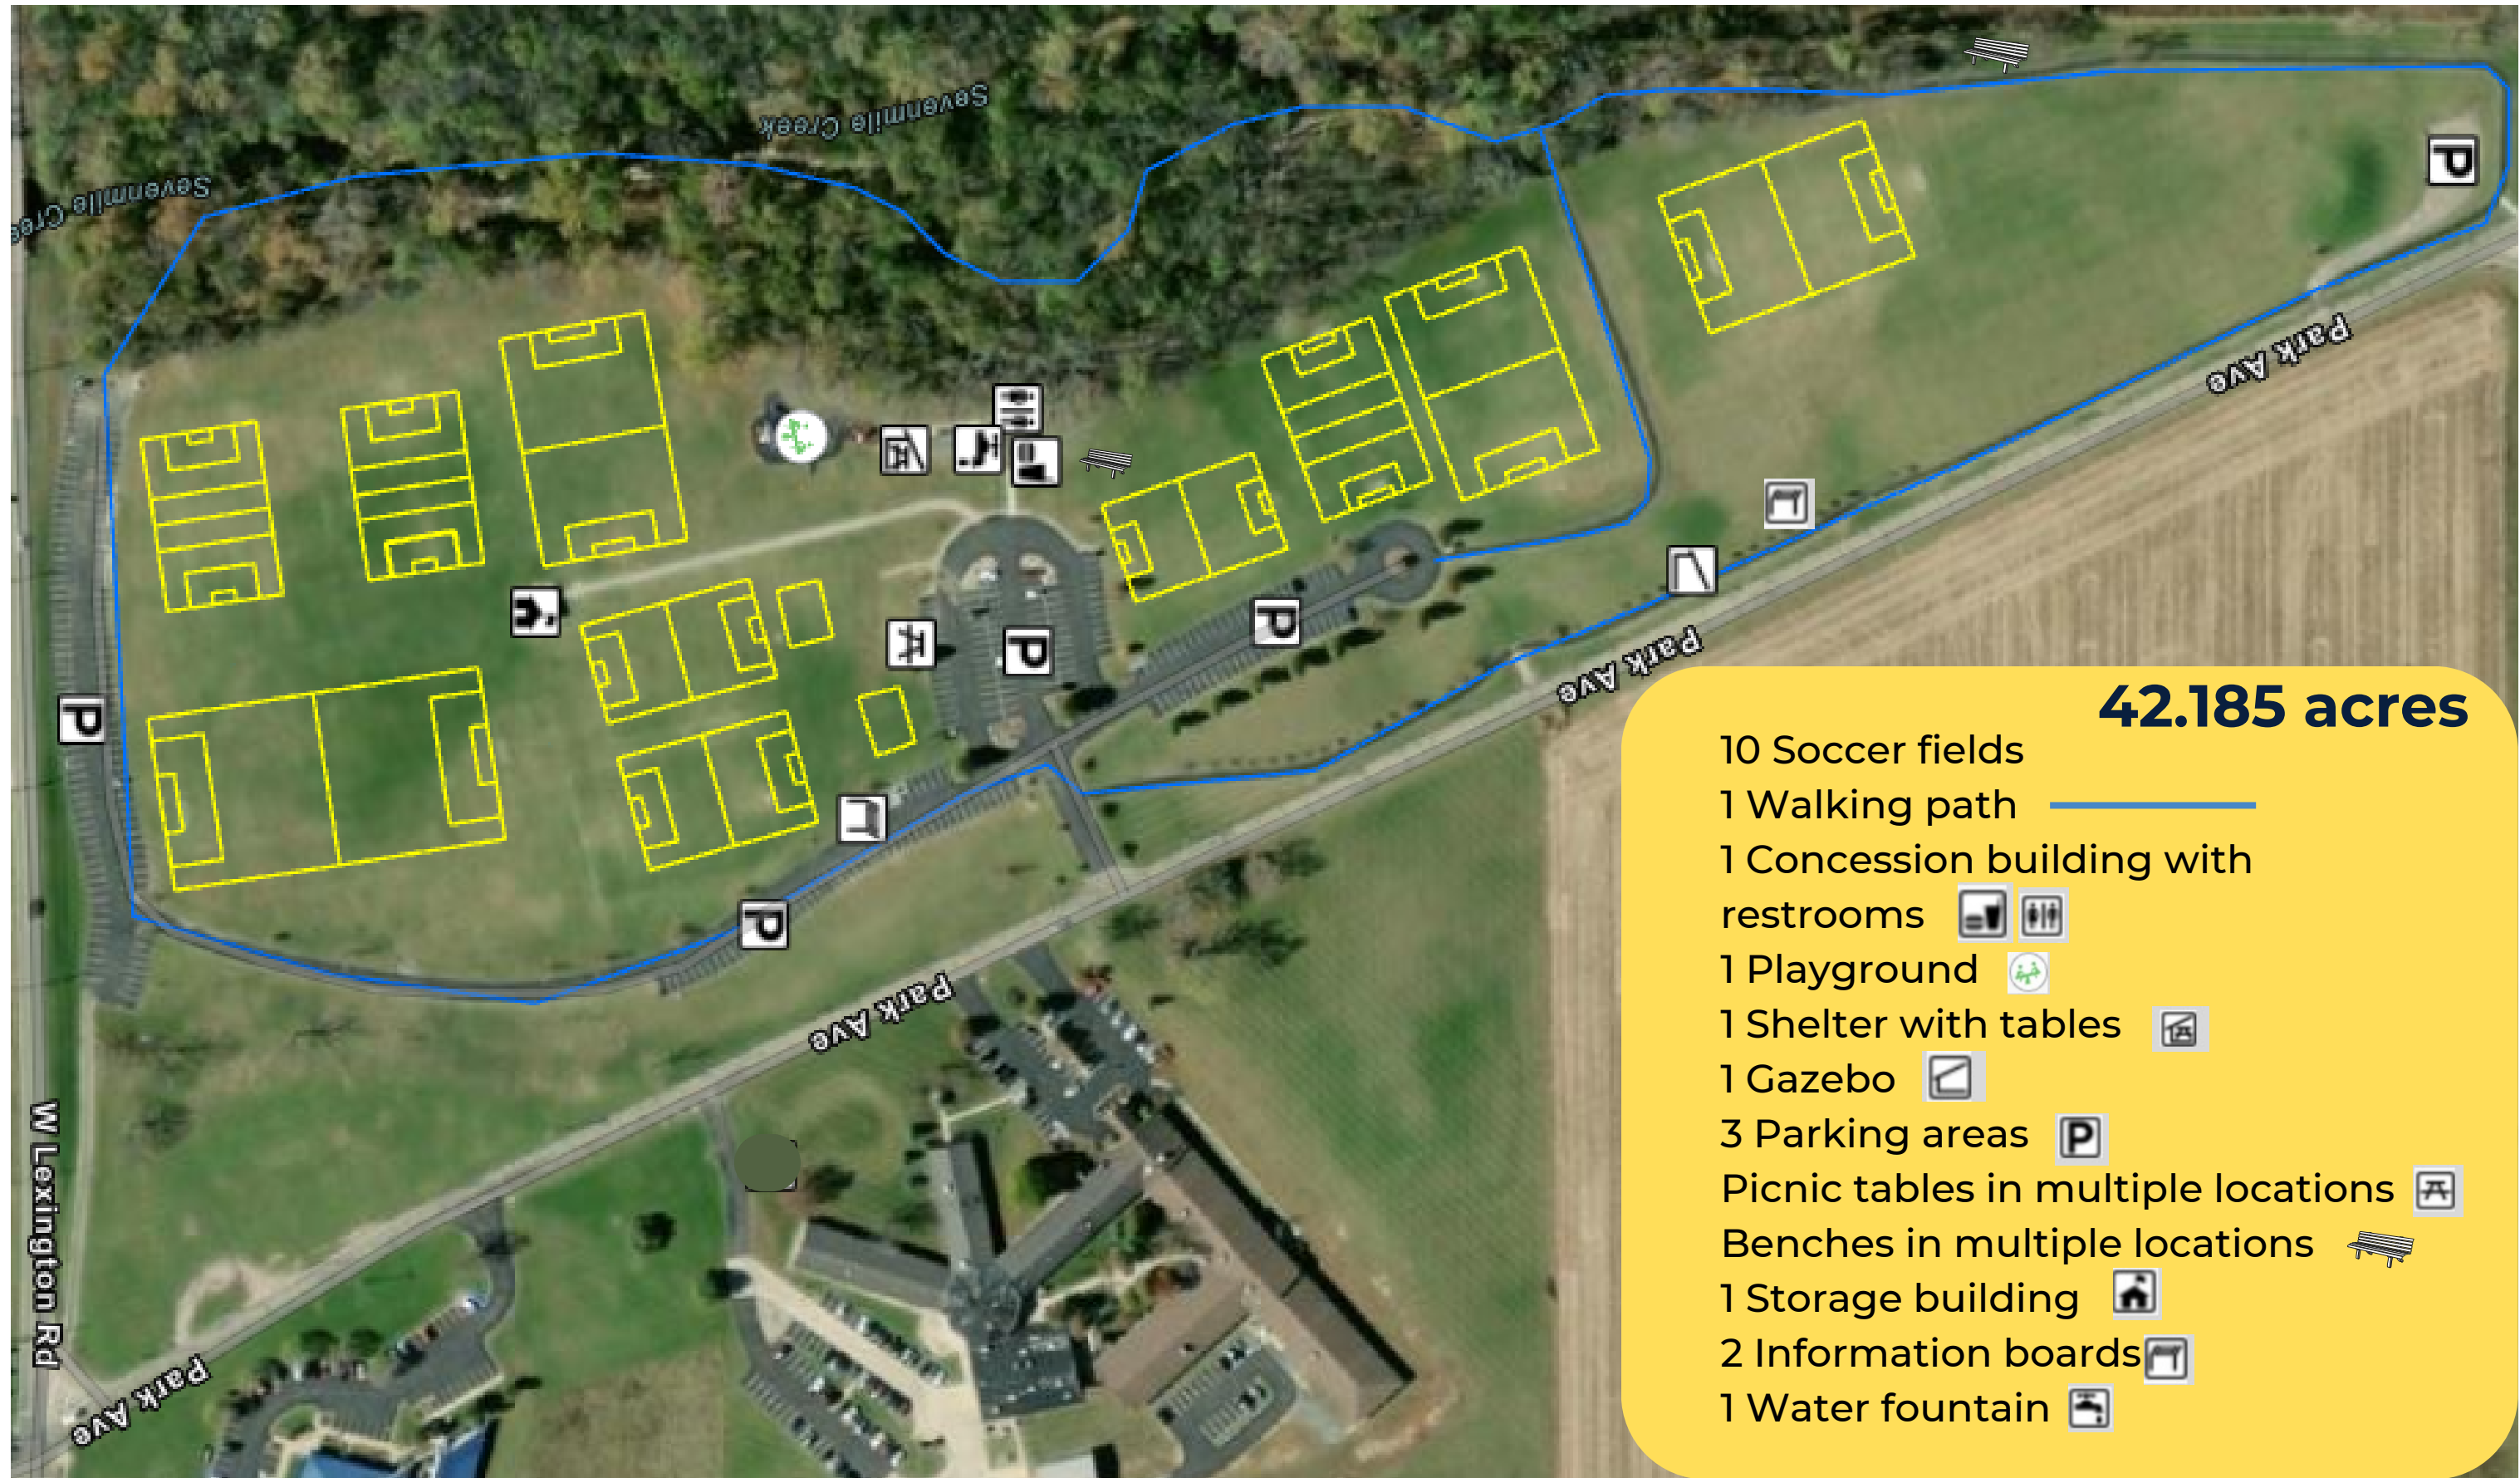 Sevenmile Creek
Sevenmile Cree
P
Park Ave
P
P
P
Park Ave
P
Park Ave
W Lexington Rd
Park Ave
42.185 acres
10 Soccer fields
1 Walking path
1 Concession building with
restrooms
1 Playground
1 Shelter with tables
1 Gazebo
3 Parking areas P
Picnic tables in multiple locations
Benches in multiple locations
1 Storage building
2 Information boards
1 Water fountain